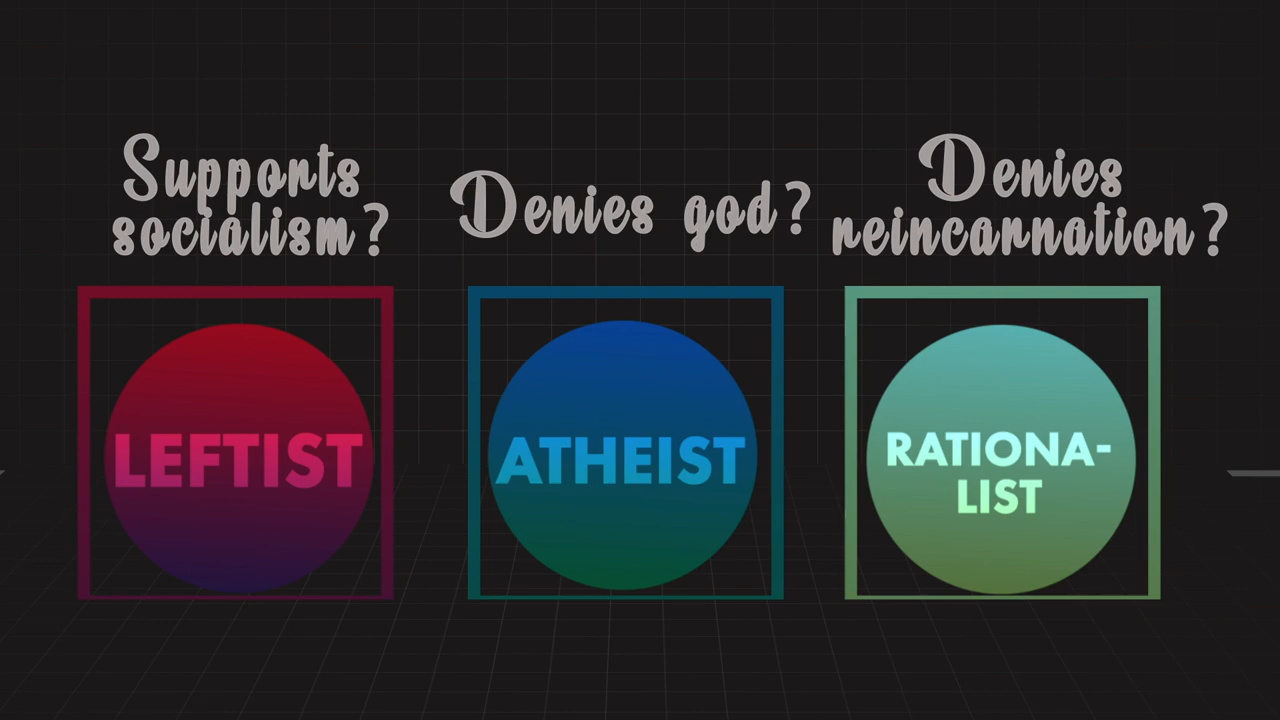 Supports
socialism?
Denies god?
Denies
reincarnation?
LEFTIST
ATHEIST
RATIONA-
LIST